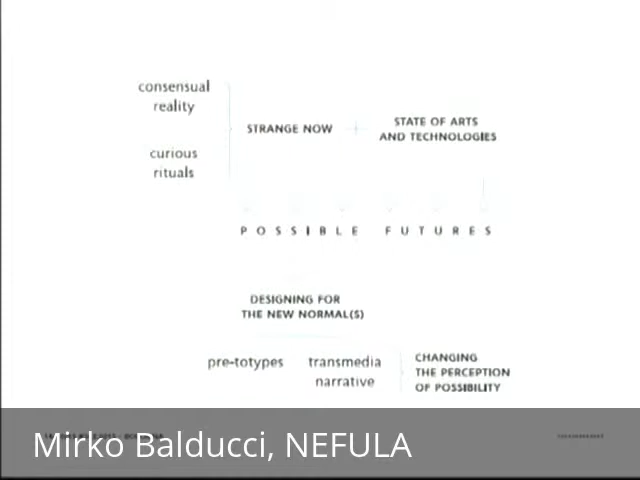 consensual
reality
STRANGE NOW
STATE OF ARTS
AND TECHNOLOGIES
curious
rituals
POSSIBLE FUTURES
DESIGNING FOR
THE NEW NORMAL(S)
pre-totypes
transmedia
narrative
CHANGING
THE PERCEPTION
OF POSSIBILITY
Mirko Balducci, NEFULA